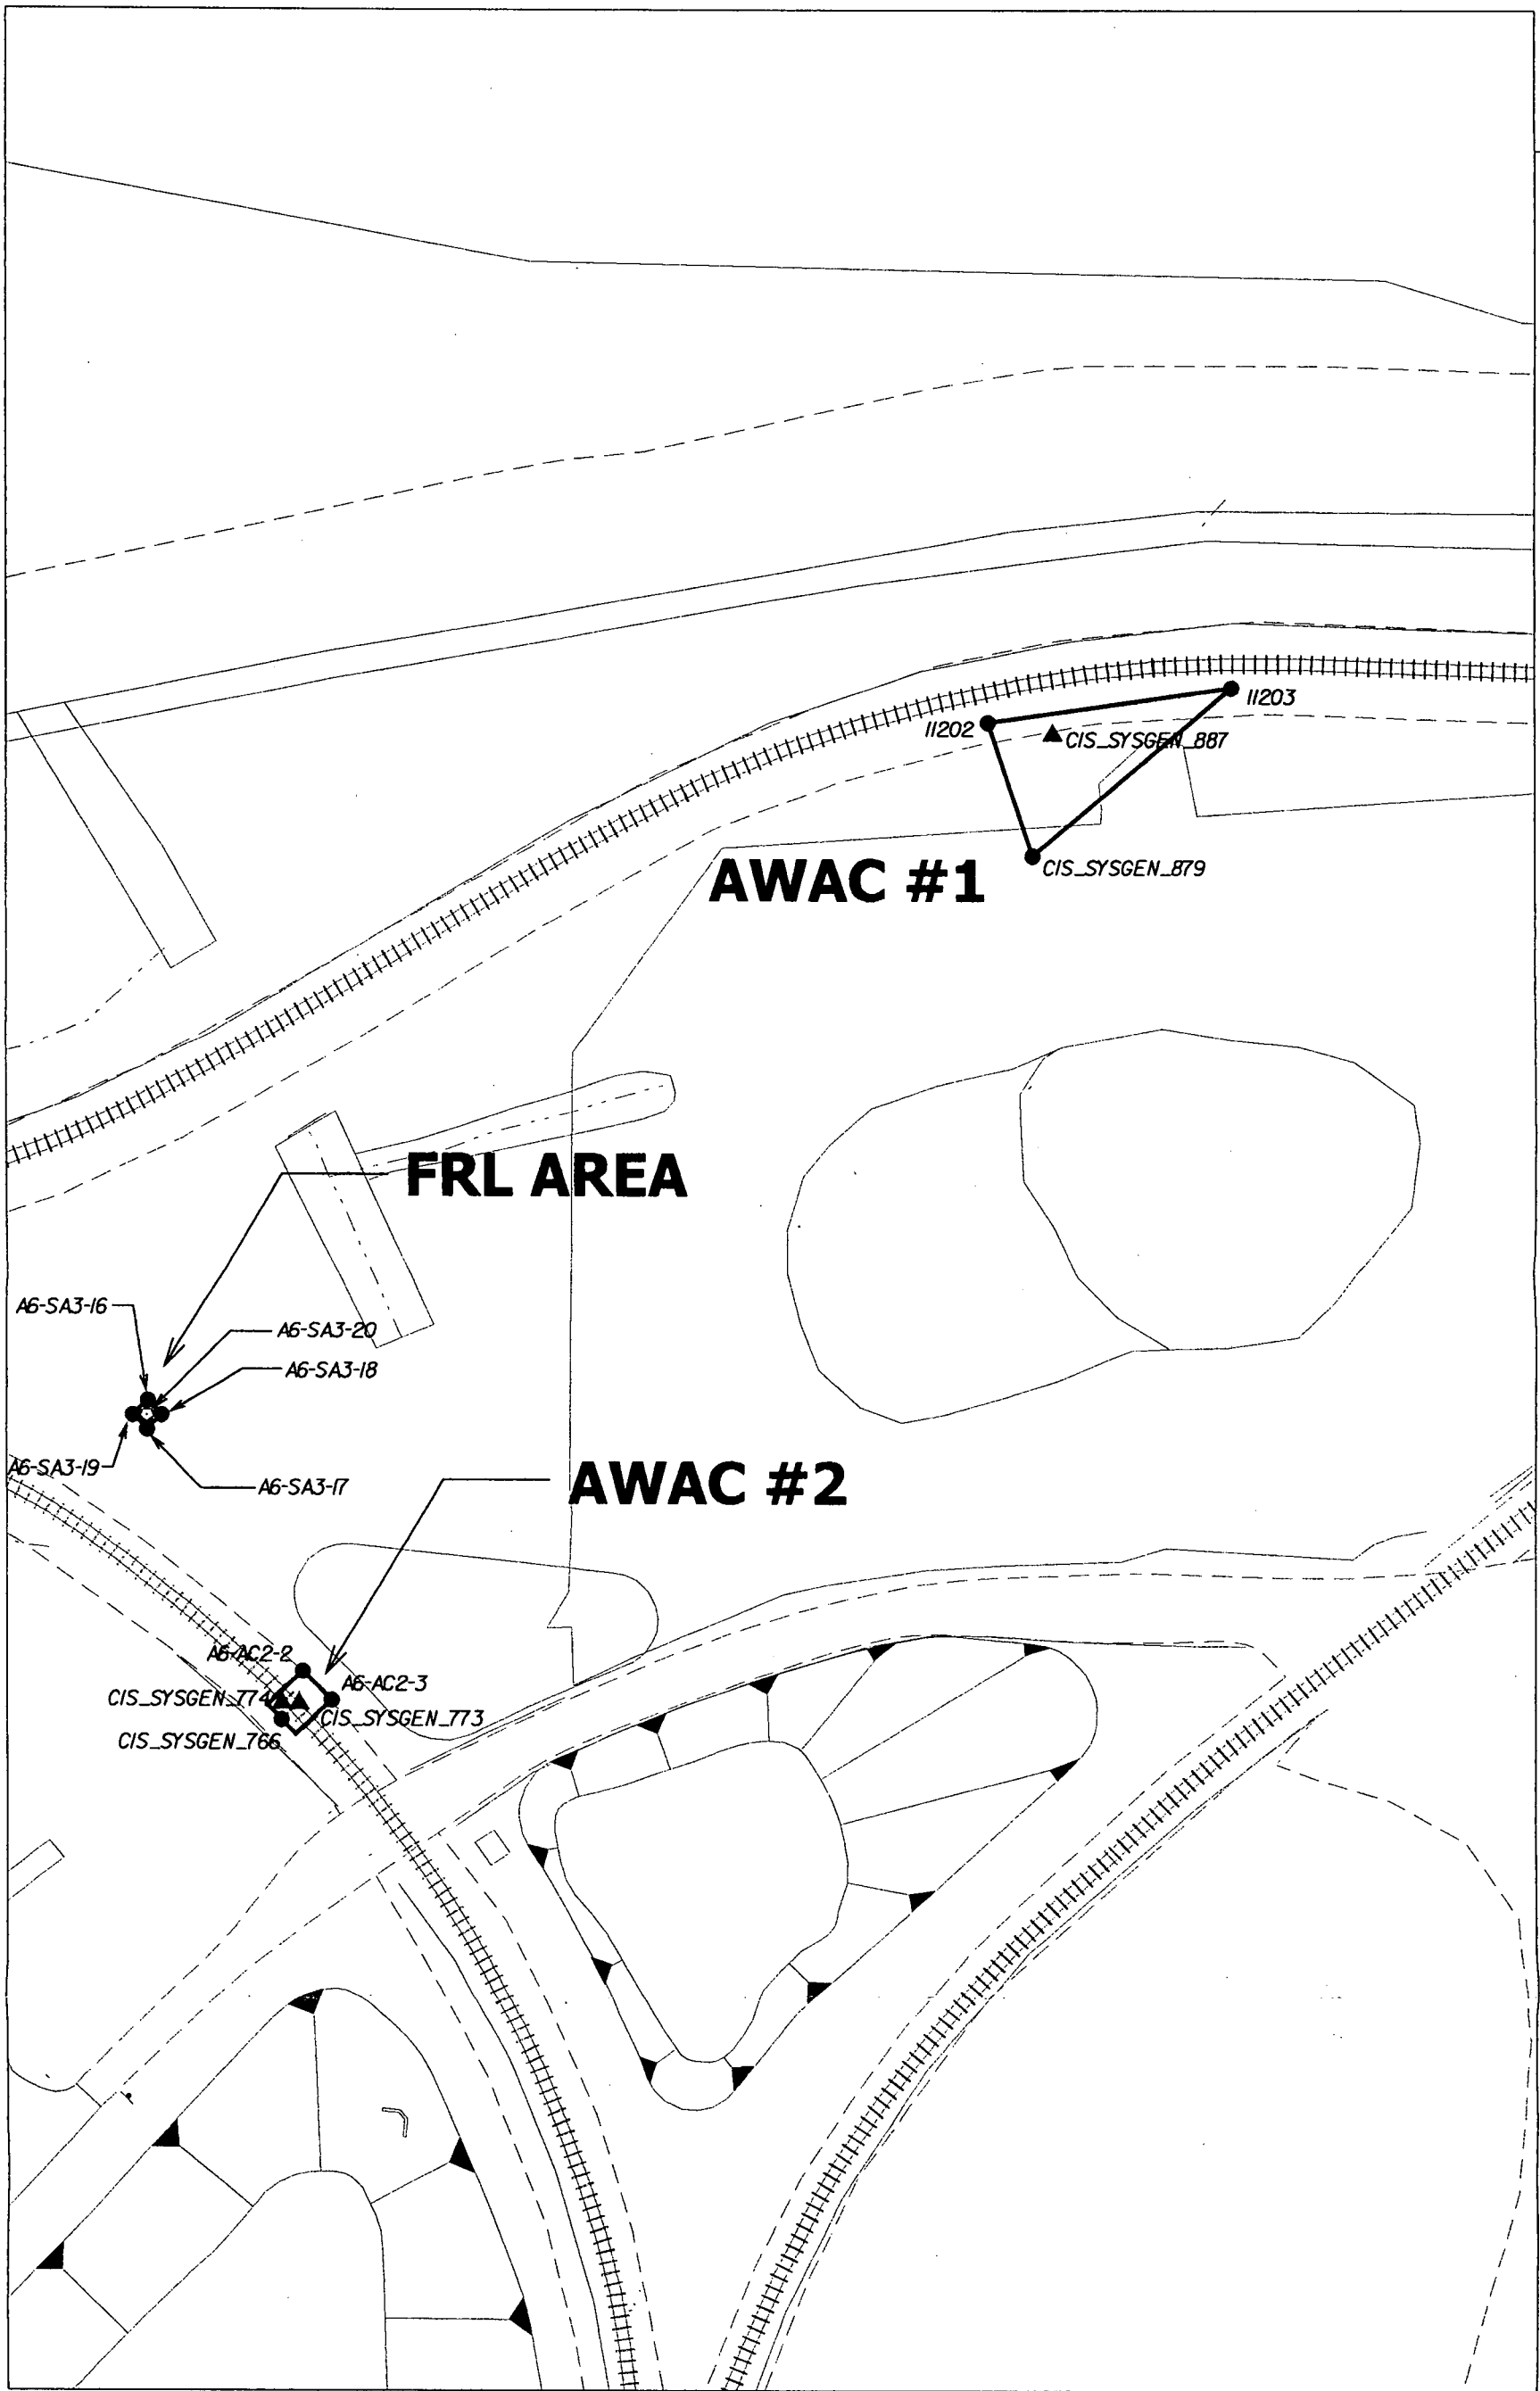 11203
11202
CIS_SYSGEN_887
AWAC #1
CIS_SYSGEN_879
FRL AREA
A6-SA3-16
A6-SA3-20
A6-SA3-18
A6-SA3-19
A6-SA3-17
AWAC #2
A6-AC2-2
A6-AC2-3
CIS_SYSGEN_774
CIS_SYSGEN_773
CIS_SYSGEN_766